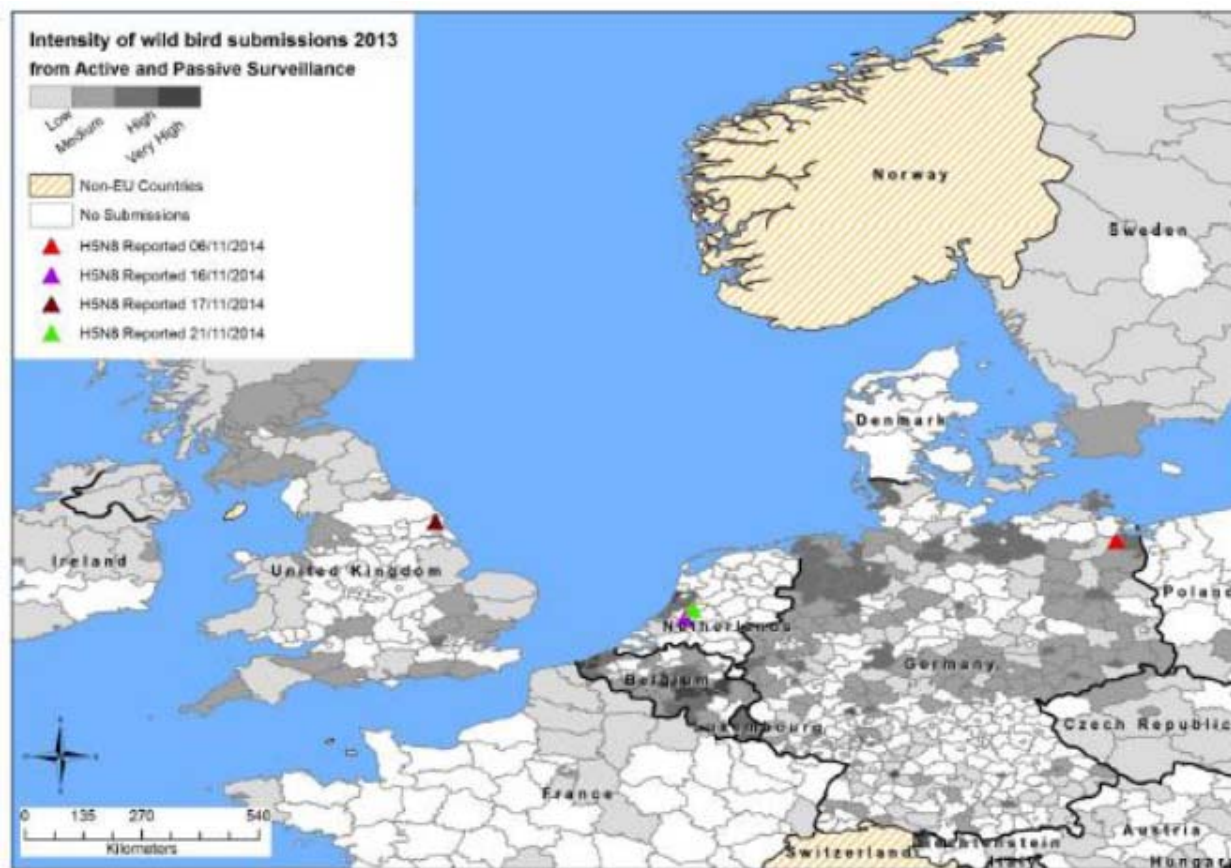 Intensity of wild bird submissions 2013
from Active and Passive Surveillance
Low
Medium
High
Very High
Non-EU Countries
No Submissions
H5N8 Reported 06/11/2014
H5N8 Reported 16/11/2014
H5N8 Reported 17/11/2014
H5N8 Reported 21/11/2014
Norway
Sweden
Denmark
Ireland
United Kingdom
Netherlands
Poland
Belgium
Germany
Luxembourg
Czech Republic
France
Austria
Switzerland
Liechtenstein
Italy
0 135 270 540
Kilometers